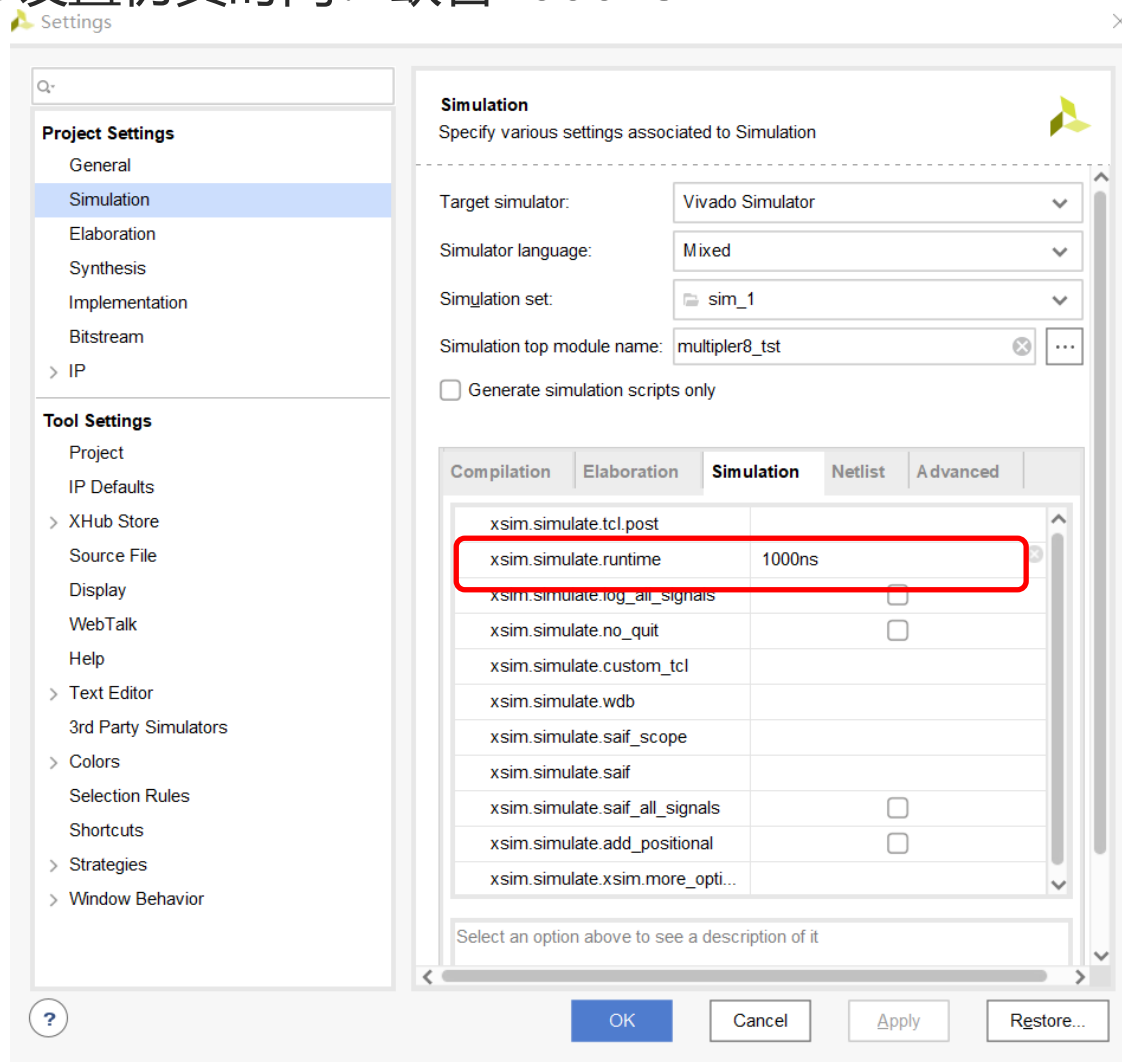 Settings
Project Settings
General
Simulation
Elaboration
Synthesis
Implementation
Bitstream
IP
Tool Settings
Project
IP Defaults
XHub Store
Source File
Display
WebTalk
Help
Text Editor
3rd Party Simulators
Colors
Selection Rules
Shortcuts
Strategies
Window Behavior
Simulation
Specify various settings associated to Simulation
Target simulator: Vivado Simulator
Simulator language: Mixed
Simulation set: sim_1
Simulation top module name: multipler8_tst ...
Generate simulation scripts only
Compilation Elaboration Simulation Netlist Advanced
xsim.simulate.tcl.post
xsim.simulate.runtime 1000ns
xsim.simulate.log_all_signals
xsim.simulate.no_quit
xsim.simulate.custom_tcl
xsim.simulate.wdb
xsim.simulate.saif_scope
xsim.simulate.saif
xsim.simulate.saif_all_signals
xsim.simulate.add_positional
xsim.simulate.xsim.more_opti...
Select an option above to see a description of it
? OK Cancel Apply Restore...